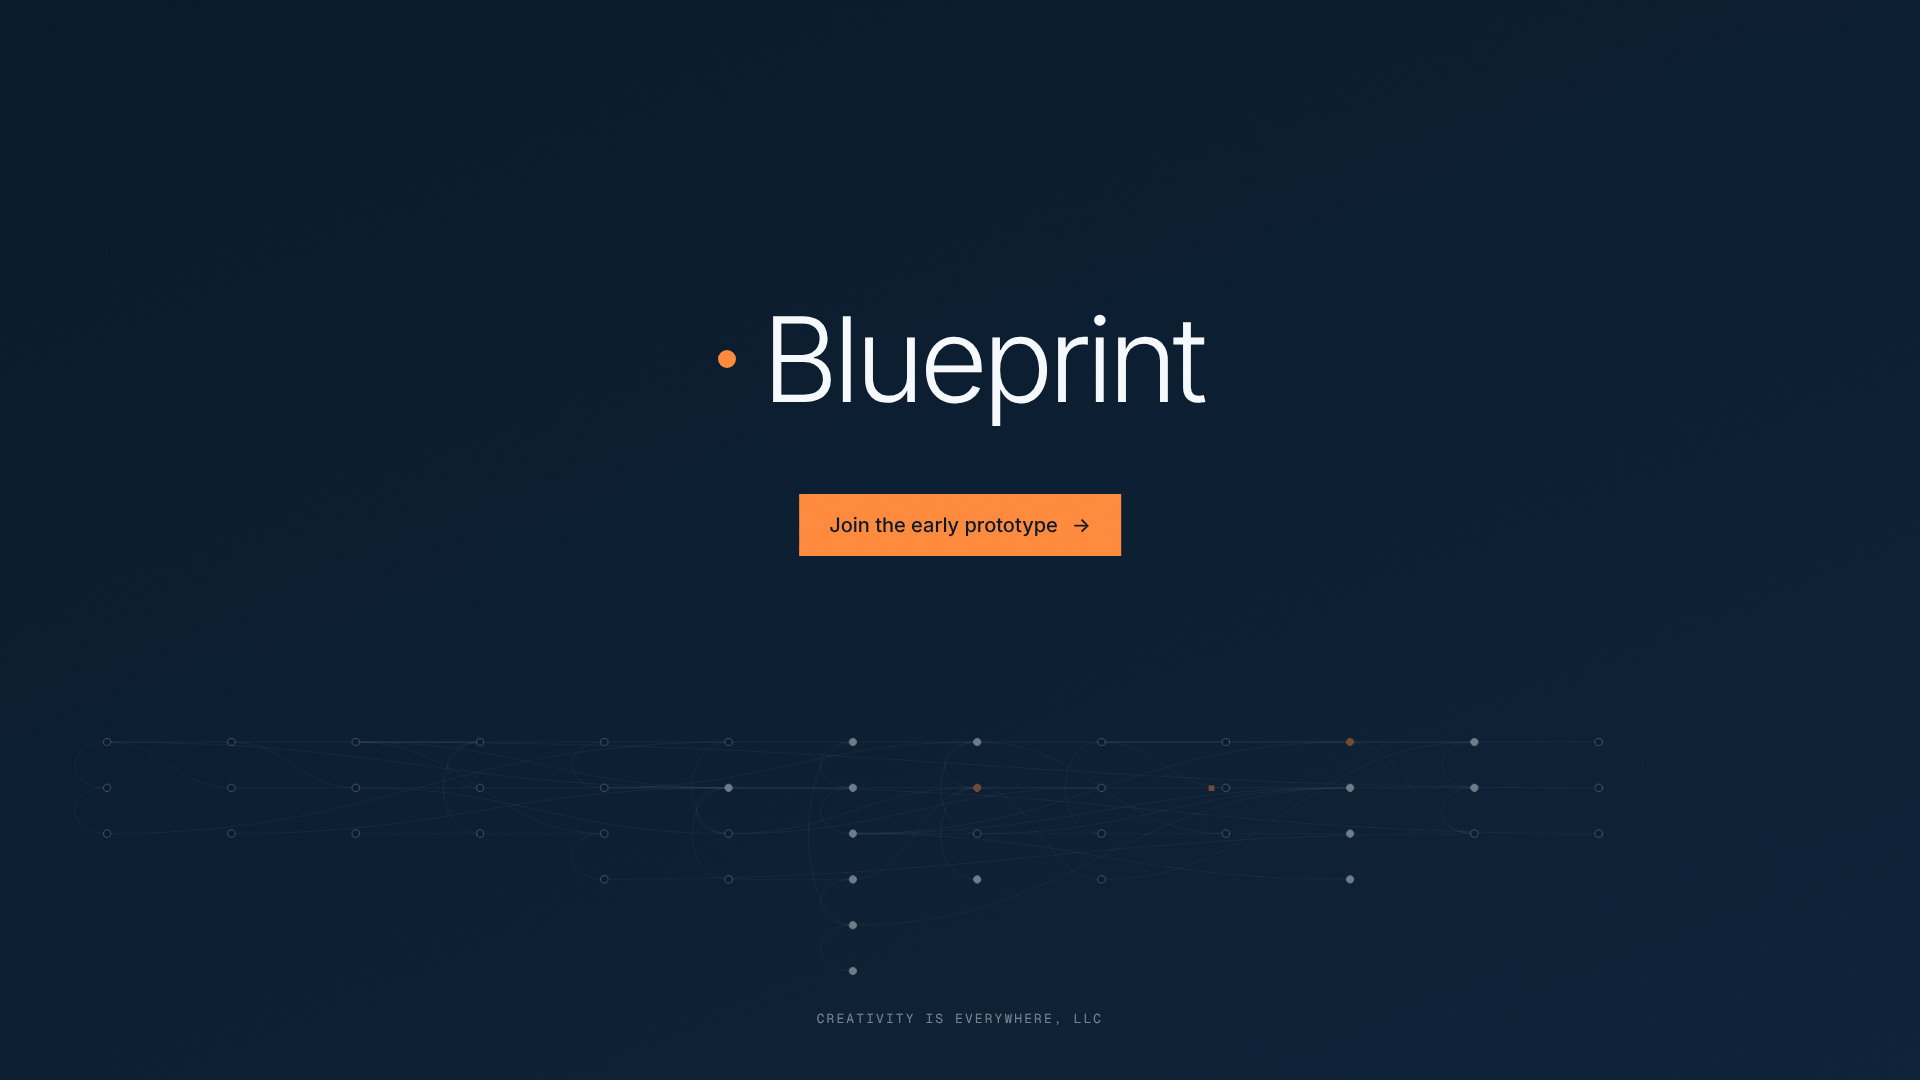 Blueprint
Join the early prototype →
CREATIVITY IS EVERYWHERE, LLC